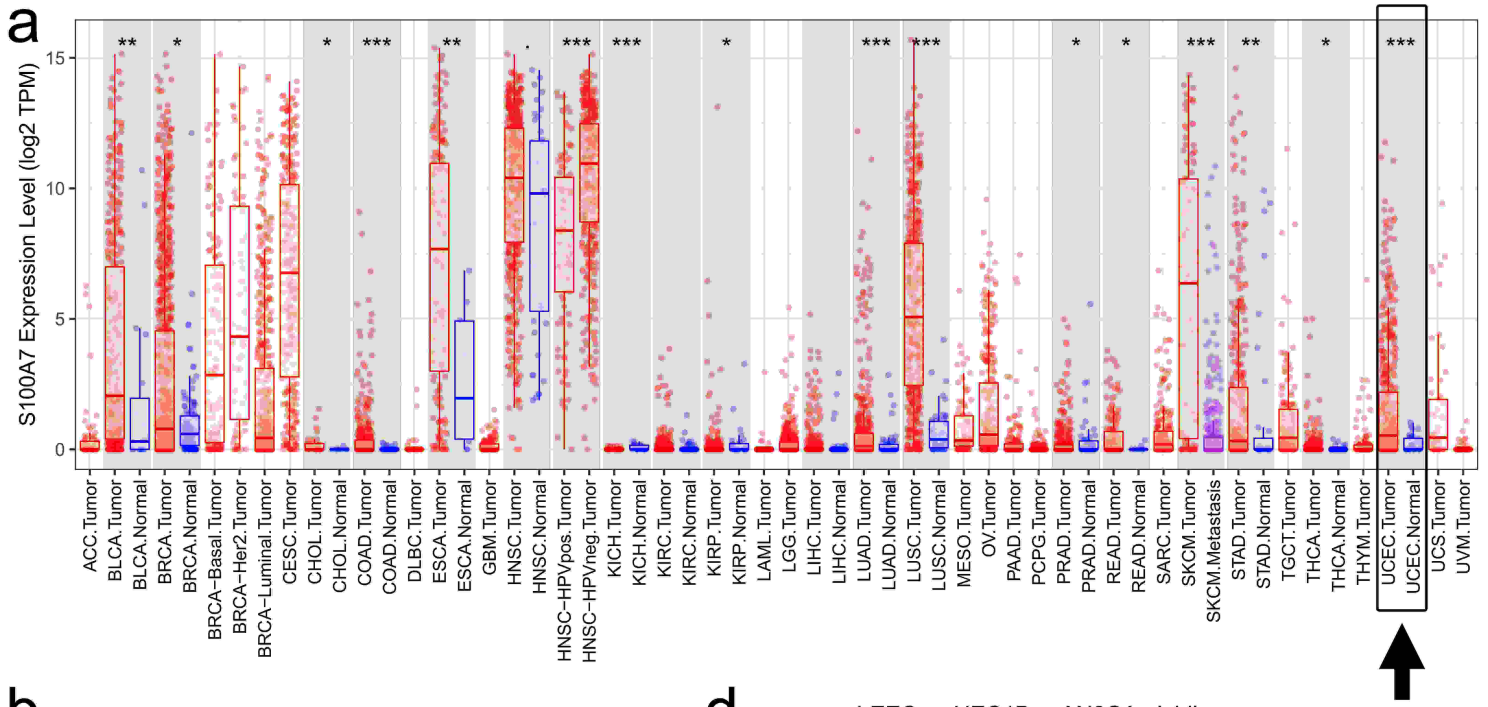 a
** * * *** ** . *** *** * *** *** * * *** ** * ***
S100A7 Expression Level (log2 TPM)
15
10
5
0
ACC.Tumor
BLCA.Tumor
BLCA.Normal
BRCA.Tumor
BRCA.Normal
BRCA-Basal.Tumor
BRCA-Her2.Tumor
BRCA-Luminal.Tumor
CESC.Tumor
CHOL.Tumor
CHOL.Normal
COAD.Tumor
COAD.Normal
DLBC.Tumor
ESCA.Tumor
ESCA.Normal
GBM.Tumor
HNSC.Tumor
HNSC.Normal
HNSC-HPVpos.Tumor
HNSC-HPVneg.Tumor
KICH.Tumor
KICH.Normal
KIRC.Tumor
KIRC.Normal
KIRP.Tumor
KIRP.Normal
LAML.Tumor
LGG.Tumor
LIHC.Tumor
LIHC.Normal
LUAD.Tumor
LUAD.Normal
LUSC.Tumor
LUSC.Normal
MESO.Tumor
OV.Tumor
PAAD.Tumor
PCPG.Tumor
PRAD.Tumor
PRAD.Normal
READ.Tumor
READ.Normal
SARC.Tumor
SKCM.Tumor
SKCM.Metastasis
STAD.Tumor
STAD.Normal
TGCT.Tumor
THCA.Tumor
THCA.Normal
THYM.Tumor
UCEC.Tumor
UCEC.Normal
UCS.Tumor
UVM.Tumor
b
d